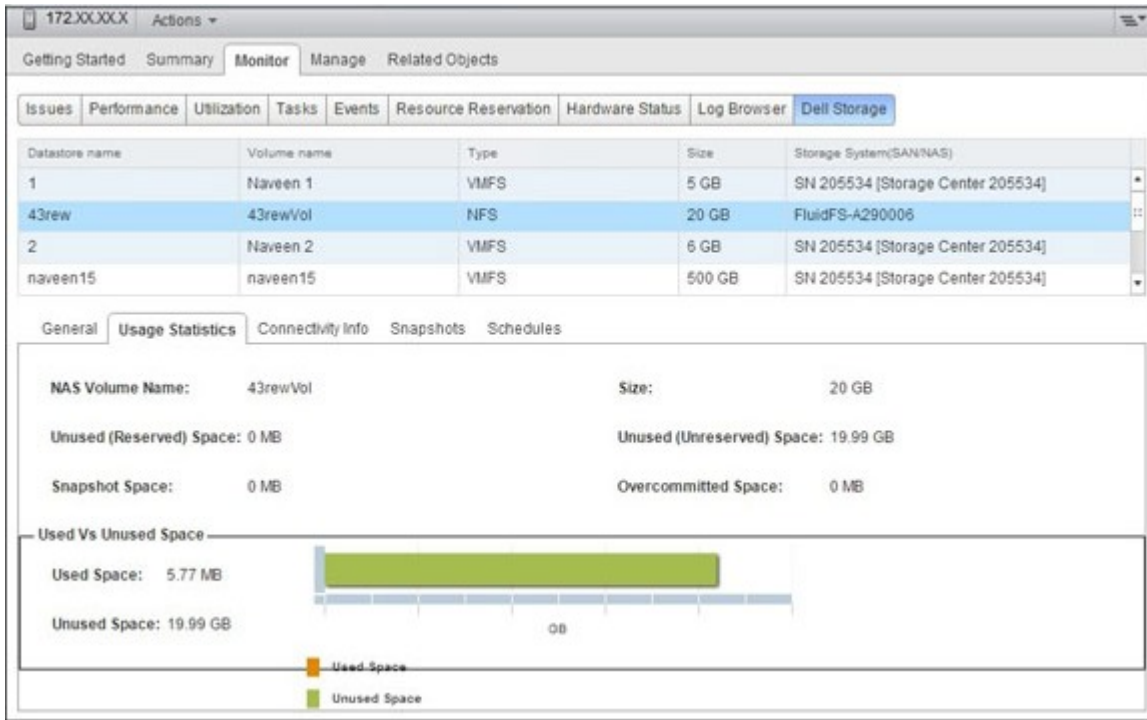 172.XX.XX.X Actions
Getting Started Summary Monitor Manage Related Objects
Issues Performance Utilization Tasks Events Resource Reservation Hardware Status Log Browser Dell Storage
Datastore name Volume name Type Size Storage System(SAN/NAS)
1 Naveen 1 VMFS 5 GB SN 205534 [Storage Center 205534]
43rew 43rewVol NFS 20 GB FluidFS-A290006
2 Naveen 2 VMFS 6 GB SN 205534 [Storage Center 205534]
naveen15 naveen15 VMFS 500 GB SN 205534 [Storage Center 205534]
General Usage Statistics Connectivity Info Snapshots Schedules
NAS Volume Name: 43rewVol Size: 20 GB
Unused (Reserved) Space: 0 MB Unused (Unreserved) Space: 19.99 GB
Snapshot Space: 0 MB Overcommitted Space: 0 MB
Used Vs Unused Space
Used Space: 5.77 MB
Unused Space: 19.99 GB
GB
Used Space
Unused Space